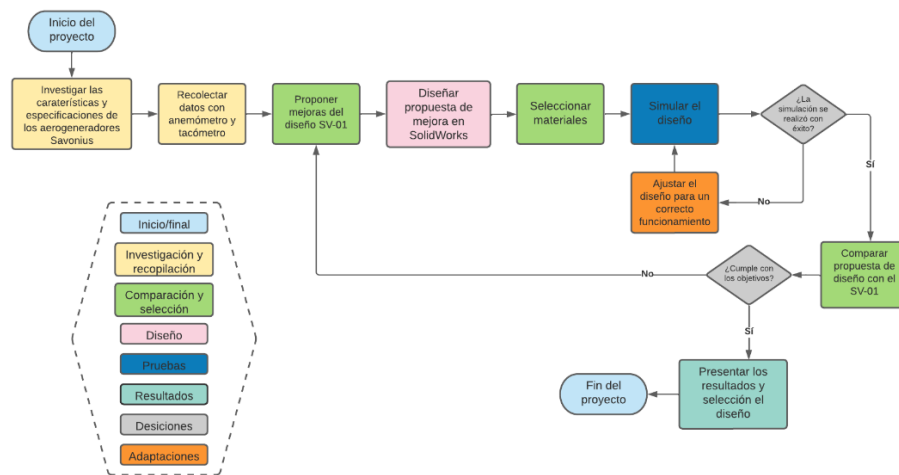 Inicio del
proyecto
Investigar las
caraterísticas y
especificaciones de
los aerogeneradores
Savonius
Recolectar
datos con
anemómetro y
tacómetro
Proponer
mejoras del
diseño SV-01
Diseñar
propuesta de
mejora en
SolidWorks
Seleccionar
materiales
Simular el
diseño
¿La
simulación se
realizó con
éxito?
Sí
No
Ajustar el
diseño para un
correcto
funcionamiento
Comparar
propuesta de
diseño con el
SV-01
¿Cumple con
los objetivos?
No
Sí
Presentar los
resultados y
selección el
diseño
Fin del
proyecto
Inicio/final
Investigación y
recopilación
Comparación y
selección
Diseño
Pruebas
Resultados
Desiciones
Adaptaciones